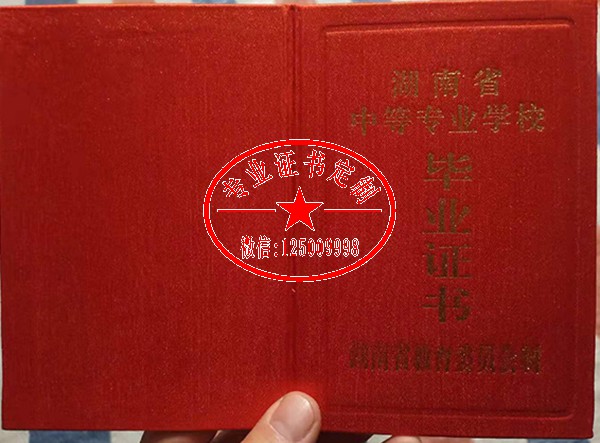 湖南省
中等专业学校
毕业证书
湖南省教育委员会制
专业证书定制
微信:125009998